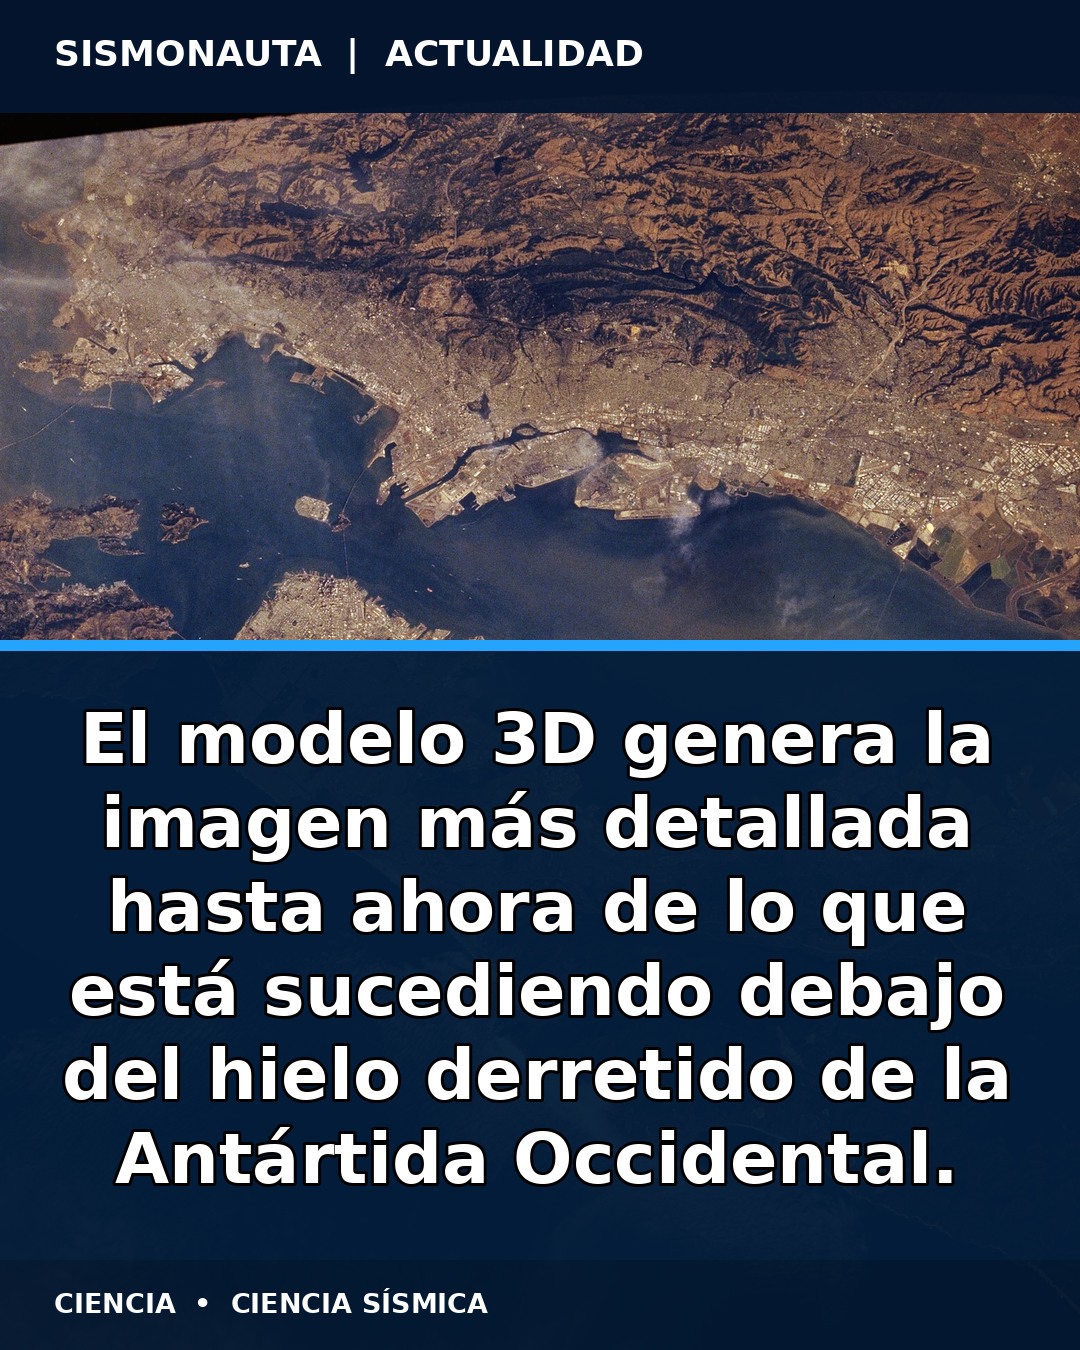 SISMONAUTA | ACTUALIDAD
El modelo 3D genera la
imagen más detallada
hasta ahora de lo que
está sucediendo debajo
del hielo derretido de la
Antártida Occidental.
CIENCIA • CIENCIA SÍSMICA